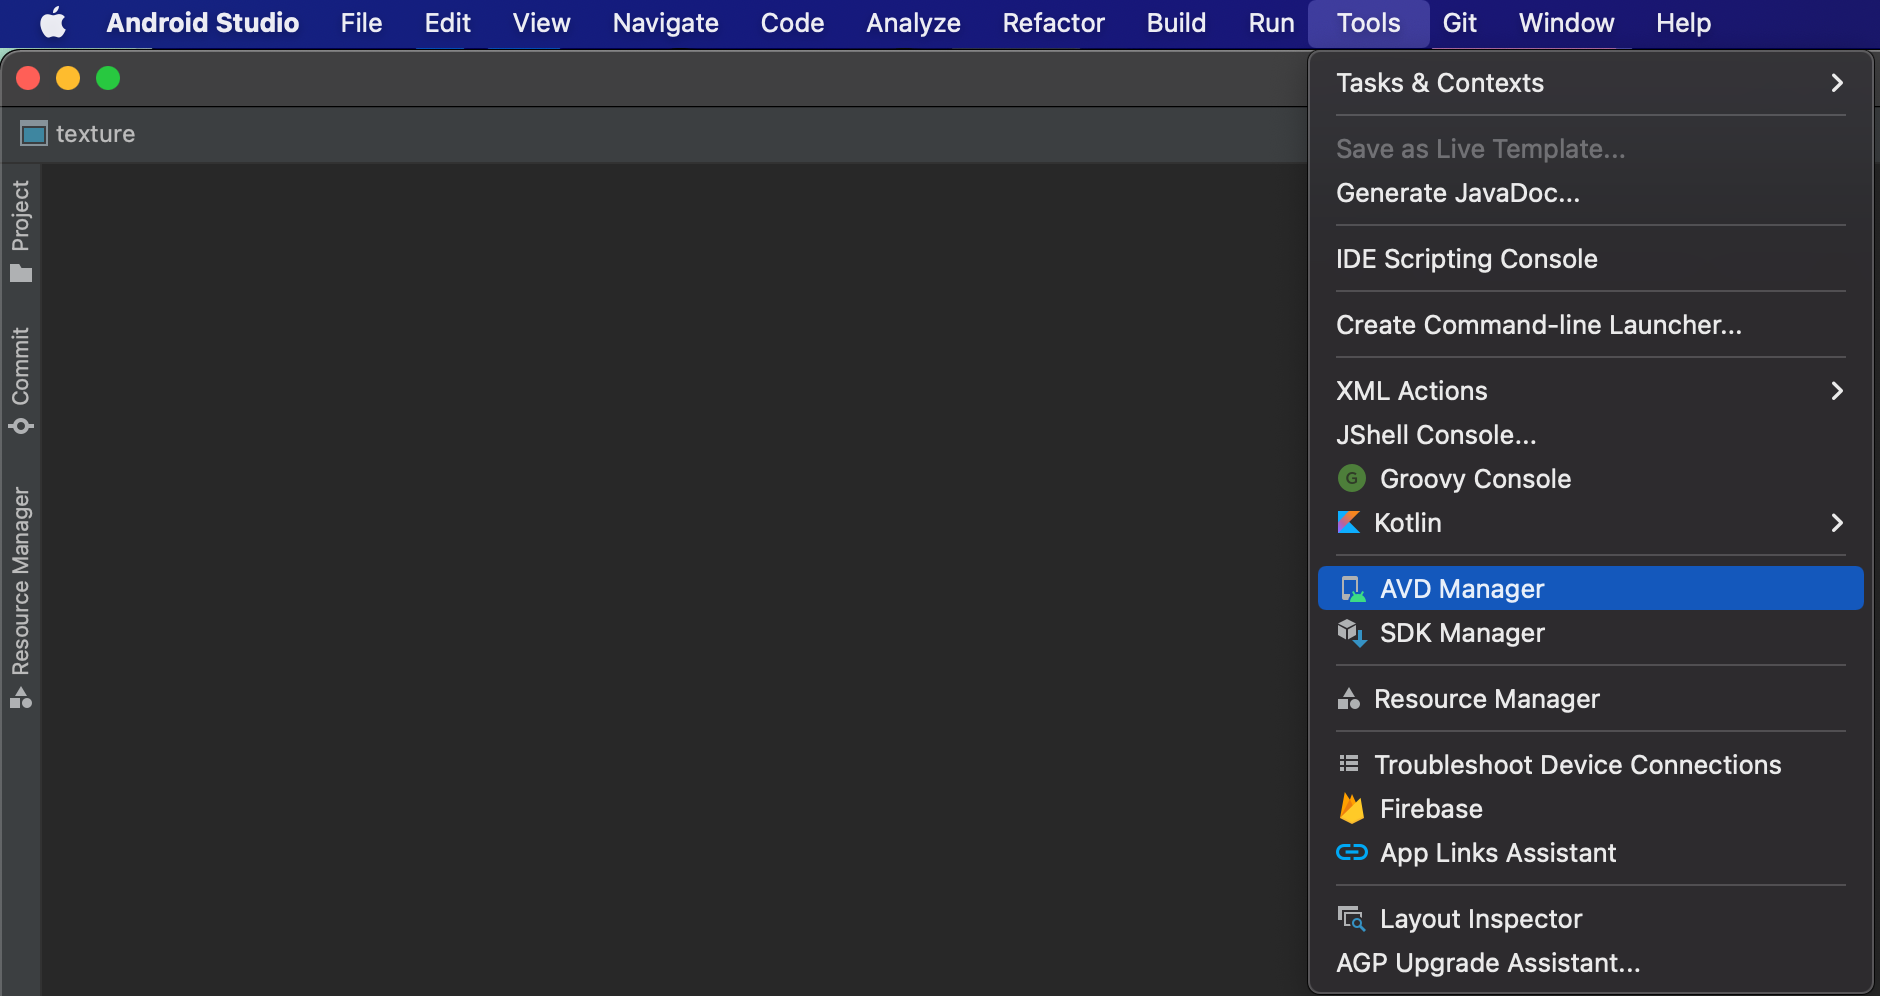 Android Studio File Edit View Navigate Code Analyze Refactor Build Run Tools Git Window Help
texture
Project
Commit
Resource Manager
Tasks & Contexts
Save as Live Template...
Generate JavaDoc...
IDE Scripting Console
Create Command-line Launcher...
XML Actions
JShell Console...
G Groovy Console
Kotlin
AVD Manager
SDK Manager
Resource Manager
Troubleshoot Device Connections
Firebase
App Links Assistant
Layout Inspector
AGP Upgrade Assistant...